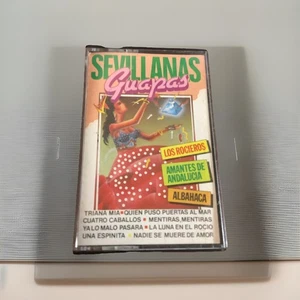 SEVILLANAS
Guapas
LOS ROCIEROS
AMANTES DE
ANDALUCIA
ALBAHACA
TRIANA MIA • QUIEN PUSO PUERTAS AL MAR
CUATRO CABALLOS • MENTIRAS, MENTIRAS
YA LO MALO PASARA • LA LUNA EN EL ROCIO
UNA ESPINITA • NADIE SE MUERE DE AMOR